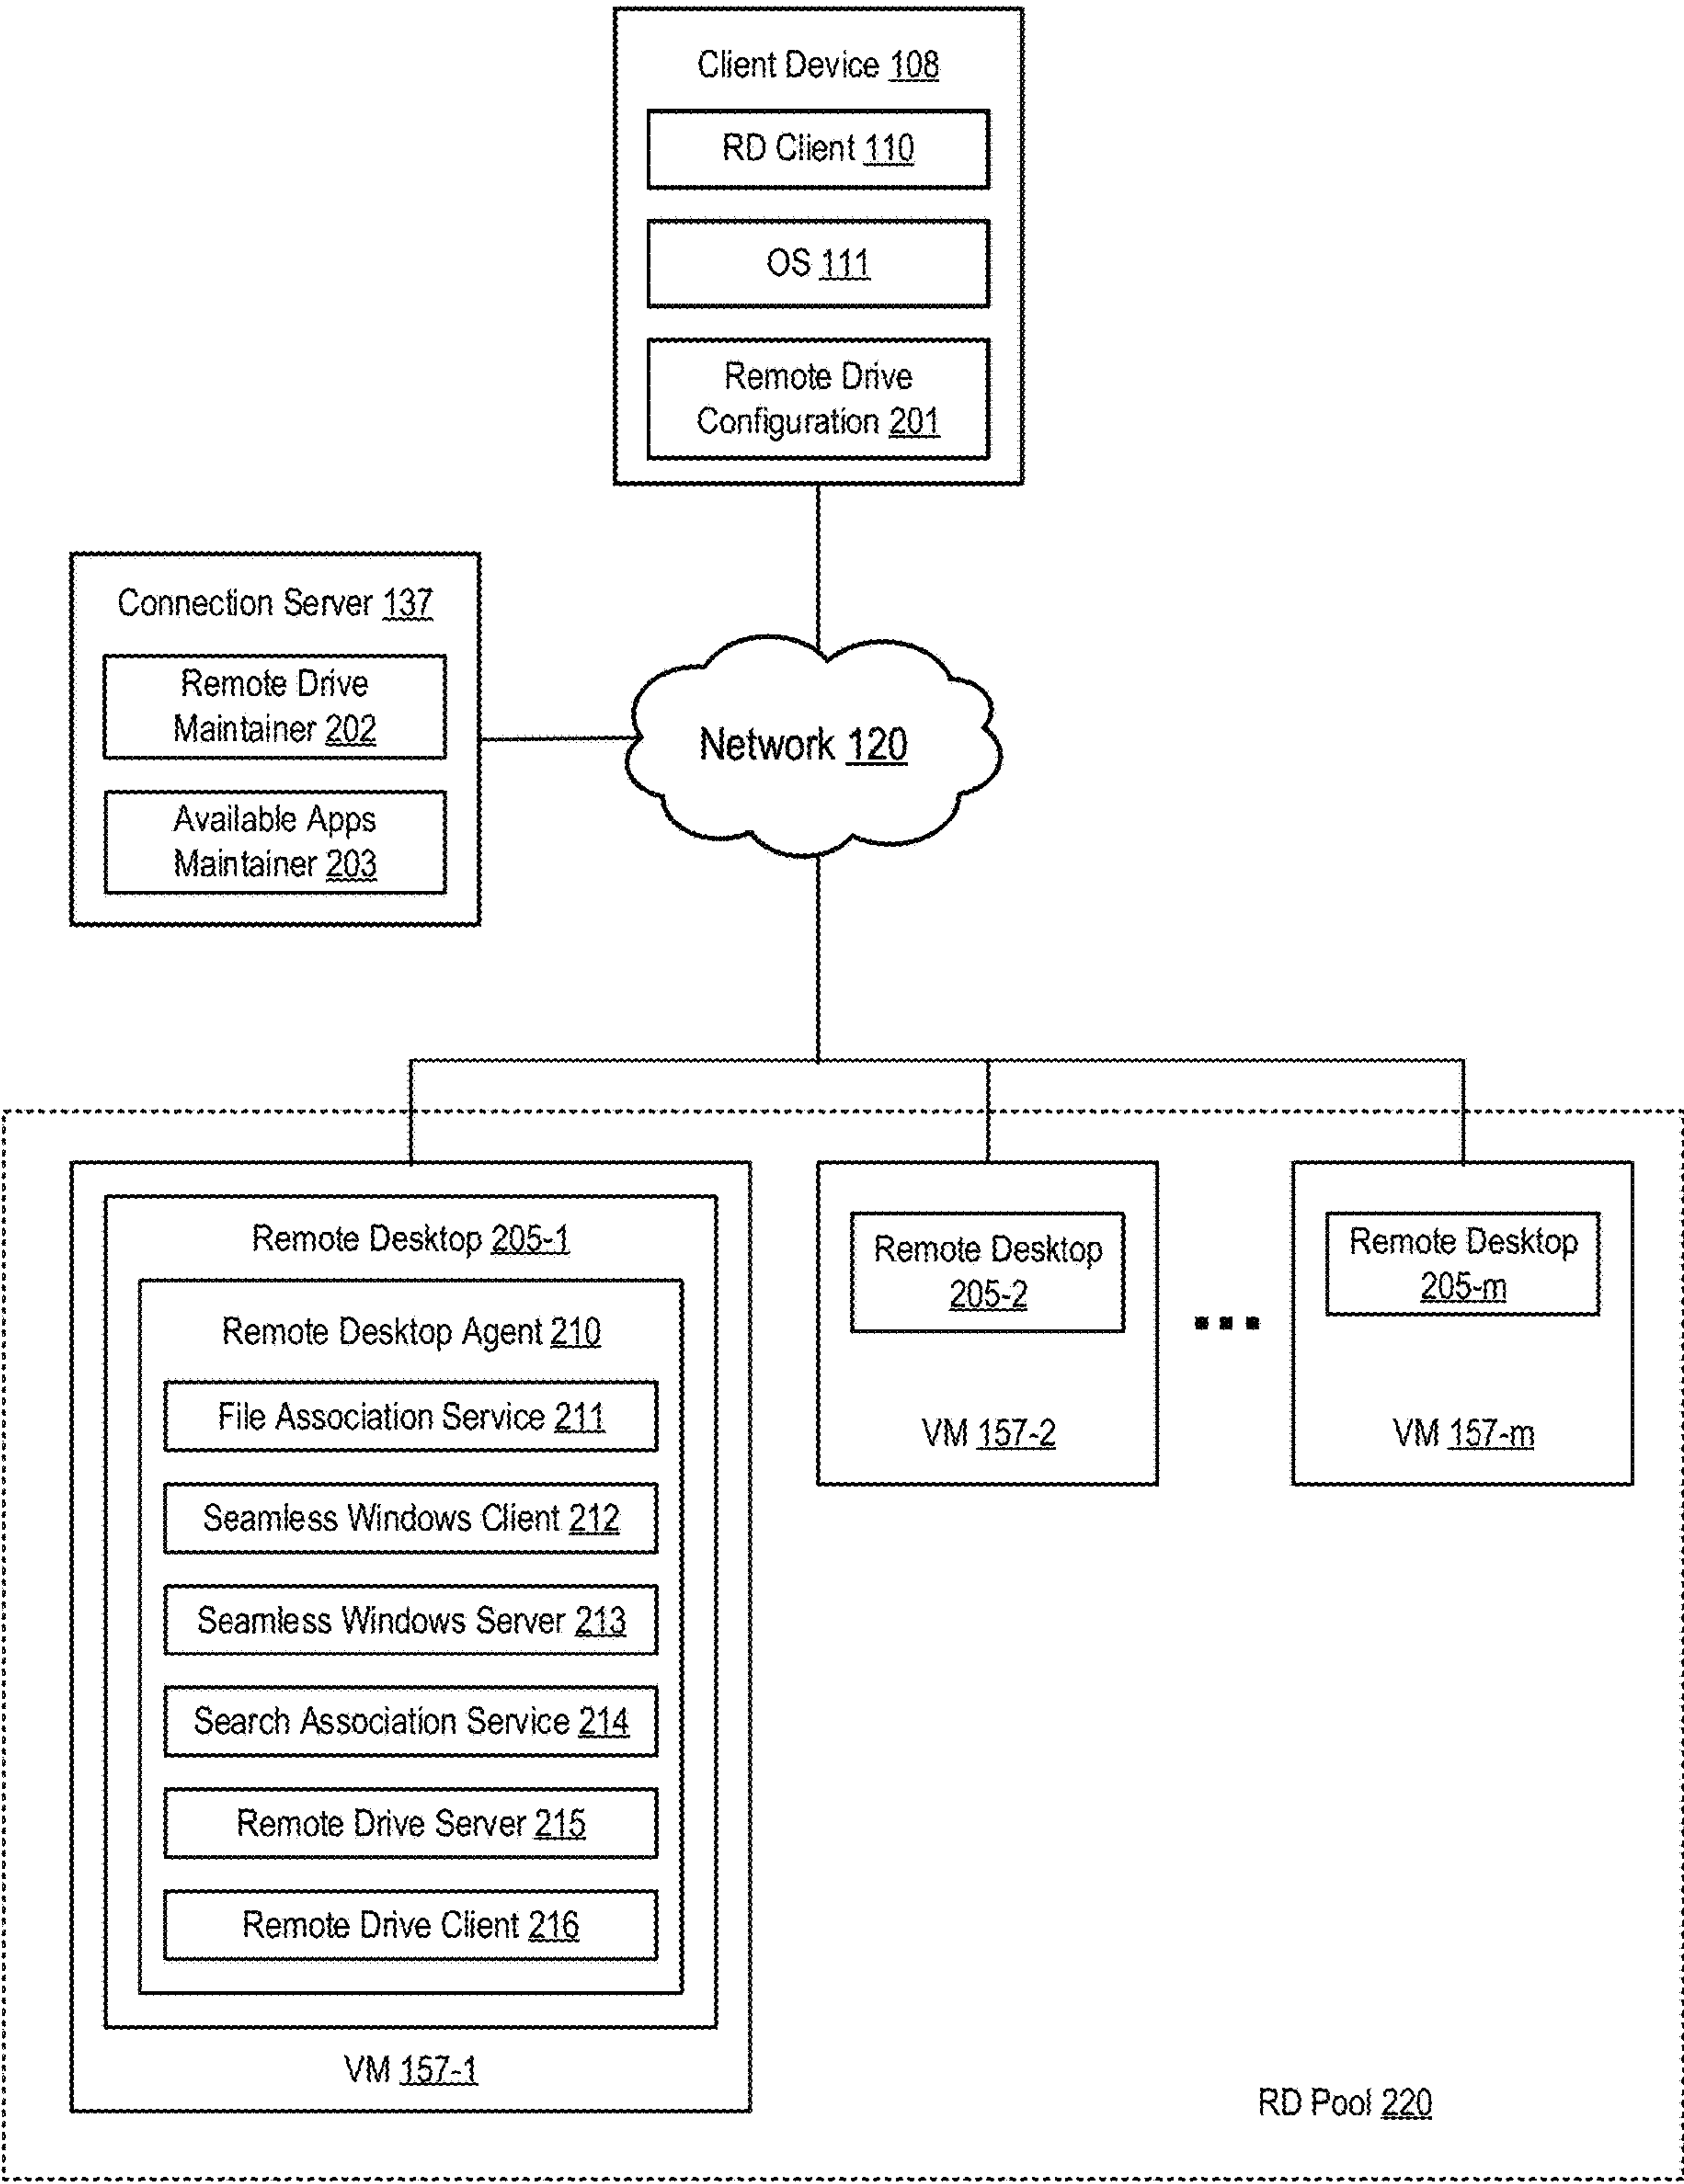 Client Device 108
RD Client 110
OS 111
Remote Drive
Configuration 201
Connection Server 137
Remote Drive
Maintainer 202
Available Apps
Maintainer 203
Network 120
Remote Desktop 205-1
Remote Desktop Agent 210
File Association Service 211
Seamless Windows Client 212
Seamless Windows Server 213
Search Association Service 214
Remote Drive Server 215
Remote Drive Client 216
VM 157-1
Remote Desktop
205-2
VM 157-2
Remote Desktop
205-m
VM 157-m
RD Pool 220